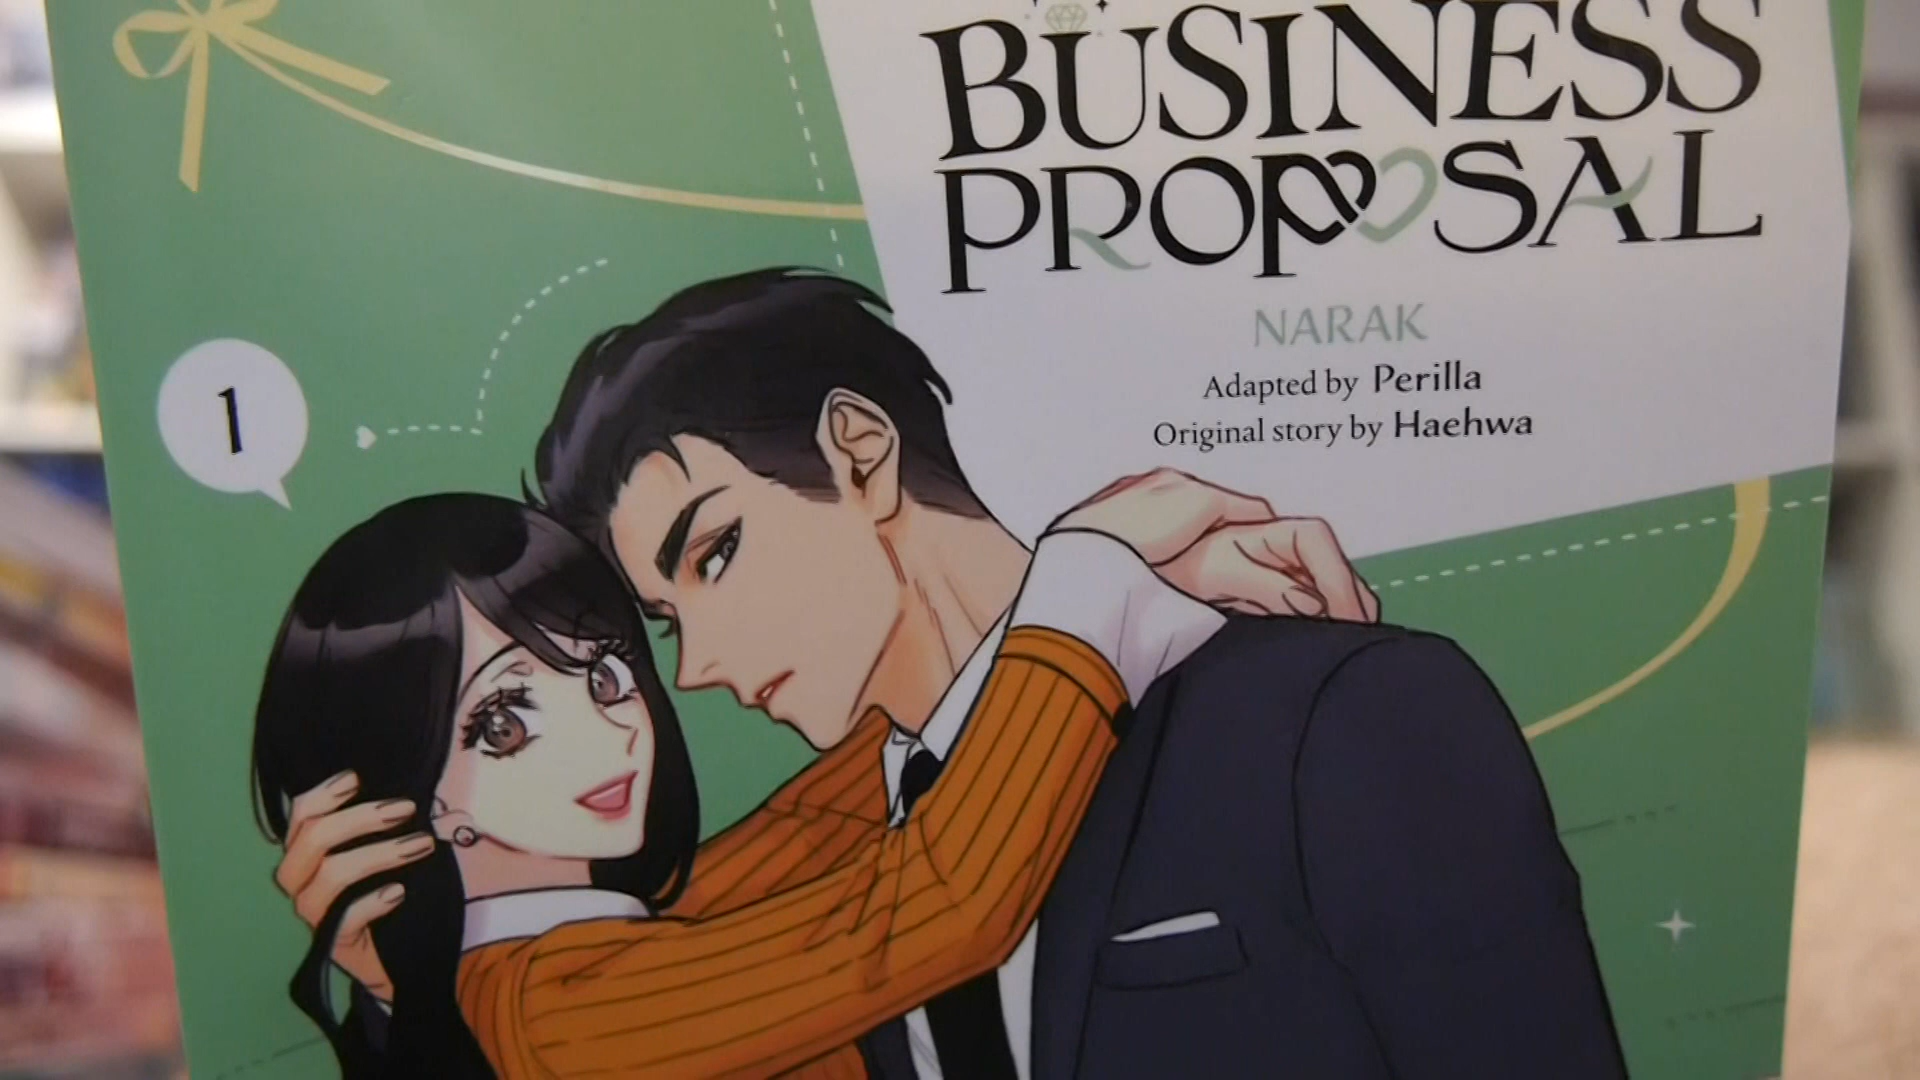 BUSINESS
PROPOSAL
NARAK
Adapted by Perilla
Original story by Haehwa
1